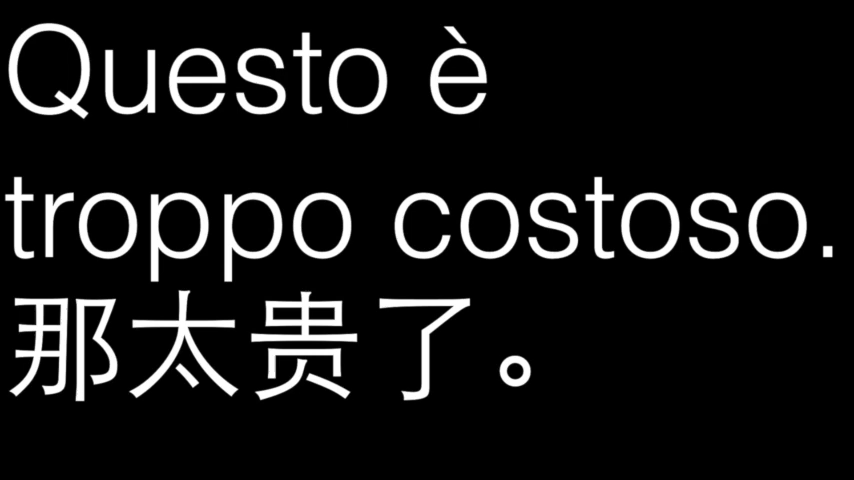 Questo è
troppo costoso.
那太贵了。